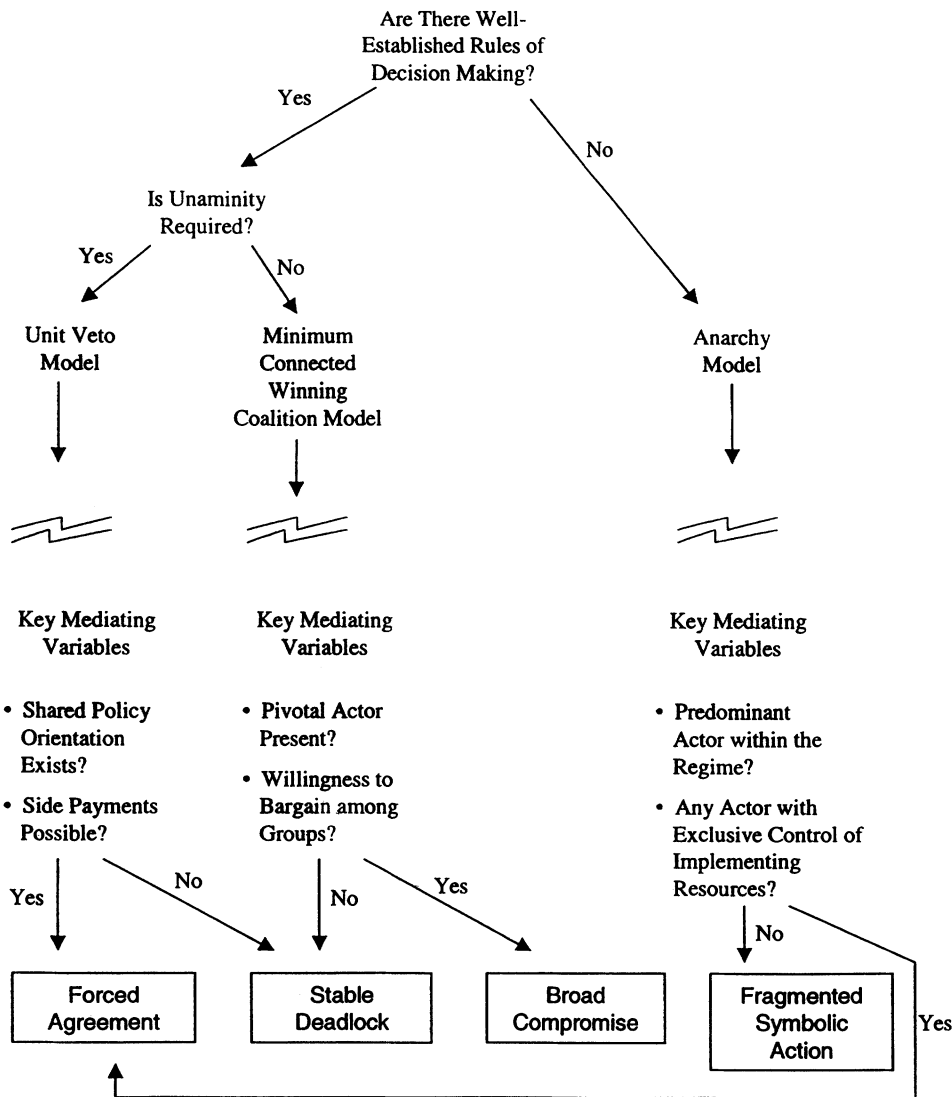 Are There Well-
Established Rules of
Decision Making?
Yes
No
Is Unaminity
Required?
Yes
No
Unit Veto
Model
Minimum
Connected
Winning
Coalition Model
Anarchy
Model
Key Mediating
Variables
• Shared Policy
Orientation
Exists?
• Side Payments
Possible?
Key Mediating
Variables
• Pivotal Actor
Present?
• Willingness to
Bargain among
Groups?
Key Mediating
Variables
• Predominant
Actor within the
Regime?
• Any Actor with
Exclusive Control of
Implementing
Resources?
Yes
No
No
Yes
No
Yes
Forced
Agreement
Stable
Deadlock
Broad
Compromise
Fragmented
Symbolic
Action